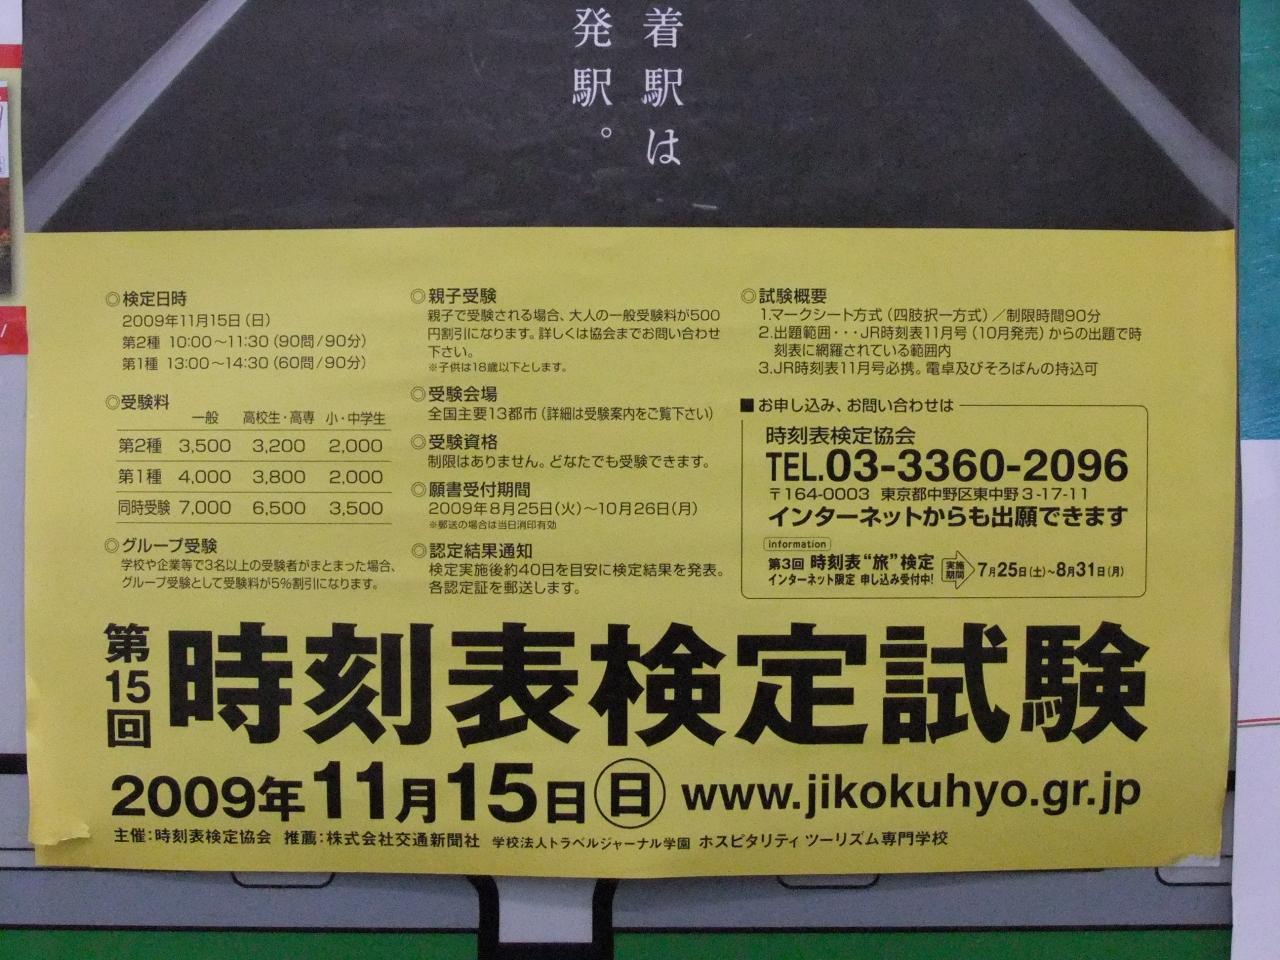 着駅は
発駅。
◎検定日時
2009年11月15日(日)
第2種 10:00〜11:30(90問/90分)
第1種 13:00〜14:30(60問/90分)
◎受験料
一般 高校生・高専 小・中学生
第2種 3,500 3,200 2,000
第1種 4,000 3,800 2,000
同時受験 7,000 6,500 3,500
◎グループ受験
学校や企業等で3名以上の受験者がまとまった場合、
グループ受験として受験料が5%割引になります。
◎親子受験
親子で受験される場合、大人の一般受験料が500
円割引になります。詳しくは協会までお問い合わせ
下さい。
※子供は18歳以下とします。
◎受験会場
全国主要13都市(詳細は受験案内をご覧下さい)
◎受験資格
制限はありません。どなたでも受験できます。
◎願書受付期間
2009年8月25日(火)〜10月26日(月)
※郵送の場合は当日消印有効
◎認定結果通知
検定実施後約40日を目安に検定結果を発表。
各認定証を郵送します。
◎試験概要
1.マークシート方式(四肢択一方式)/制限時間90分
2.出題範囲・・・JR時刻表11月号(10月発売)からの出題で時
刻表に網羅されている範囲内
3.JR時刻表11月号必携。電卓及びそろばんの持込可
■お申し込み、お問い合わせは
時刻表検定協会
TEL.03-3360-2096
〒164-0003 東京都中野区東中野3-17-11
インターネットからも出願できます
information
第3回 時刻表“旅”検定 実施期間 7月25日(土)〜8月31日(月)
インターネット限定 申し込み受付中!
第15回 時刻表検定試験
2009年11月15日(日) www.jikokuhyo.gr.jp
主催:時刻表検定協会 推薦:株式会社交通新聞社 学校法人トラベルジャーナル学園 ホスピタリティ ツーリズム専門学校